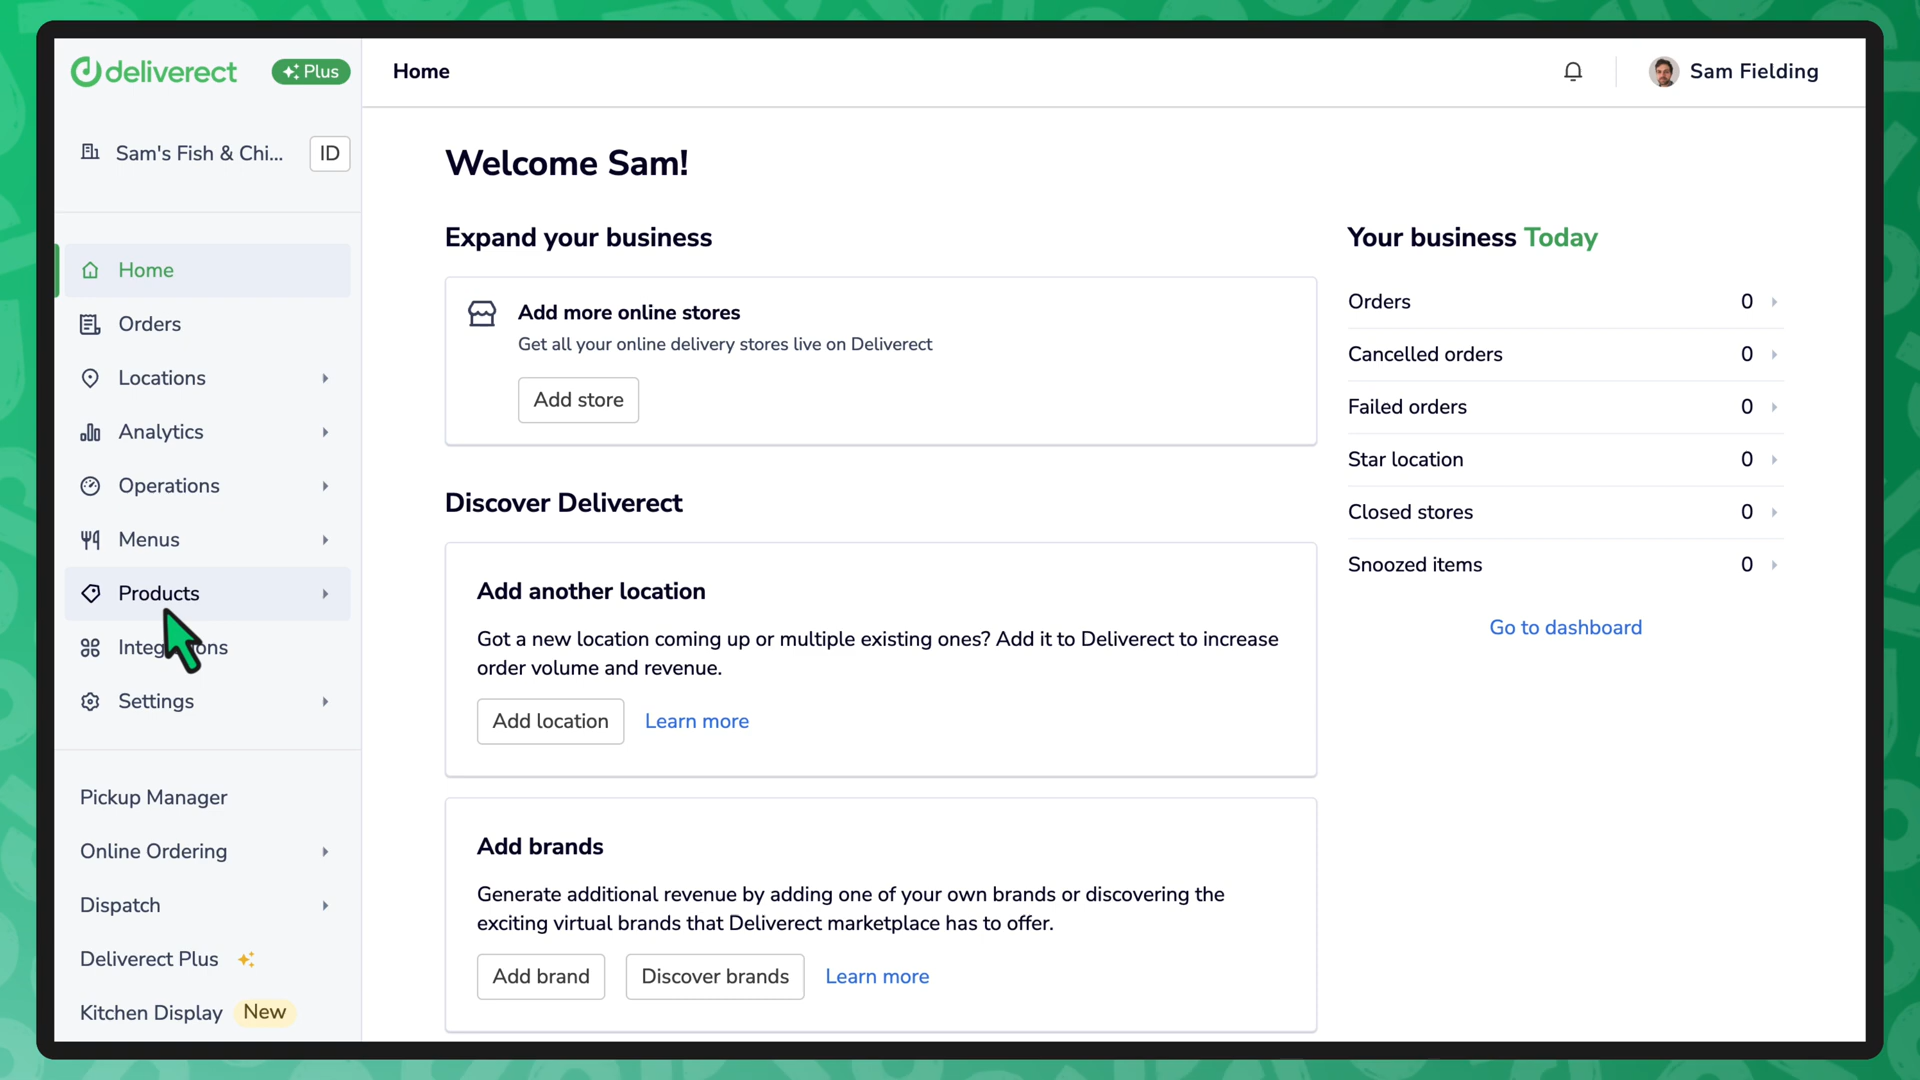 deliverect
Plus
Sam's Fish & Chi...
ID
Home
Orders
Locations
Analytics
Operations
Menus
Products
Settings
Pickup Manager
Online Ordering
Dispatch
Deliverect Plus
Kitchen Display New
Home
Sam Fielding
Welcome Sam!
Expand your business
Add more online stores
Get all your online delivery stores live on Deliverect
Add store
Discover Deliverect
Add another location
Got a new location coming up or multiple existing ones? Add it to Deliverect to increase
order volume and revenue.
Add location Learn more
Add brands
Generate additional revenue by adding one of your own brands or discovering the
exciting virtual brands that Deliverect marketplace has to offer.
Add brand Discover brands Learn more
Your business Today
Orders 0
Cancelled orders 0
Failed orders 0
Star location 0
Closed stores 0
Snoozed items 0
Go to dashboard